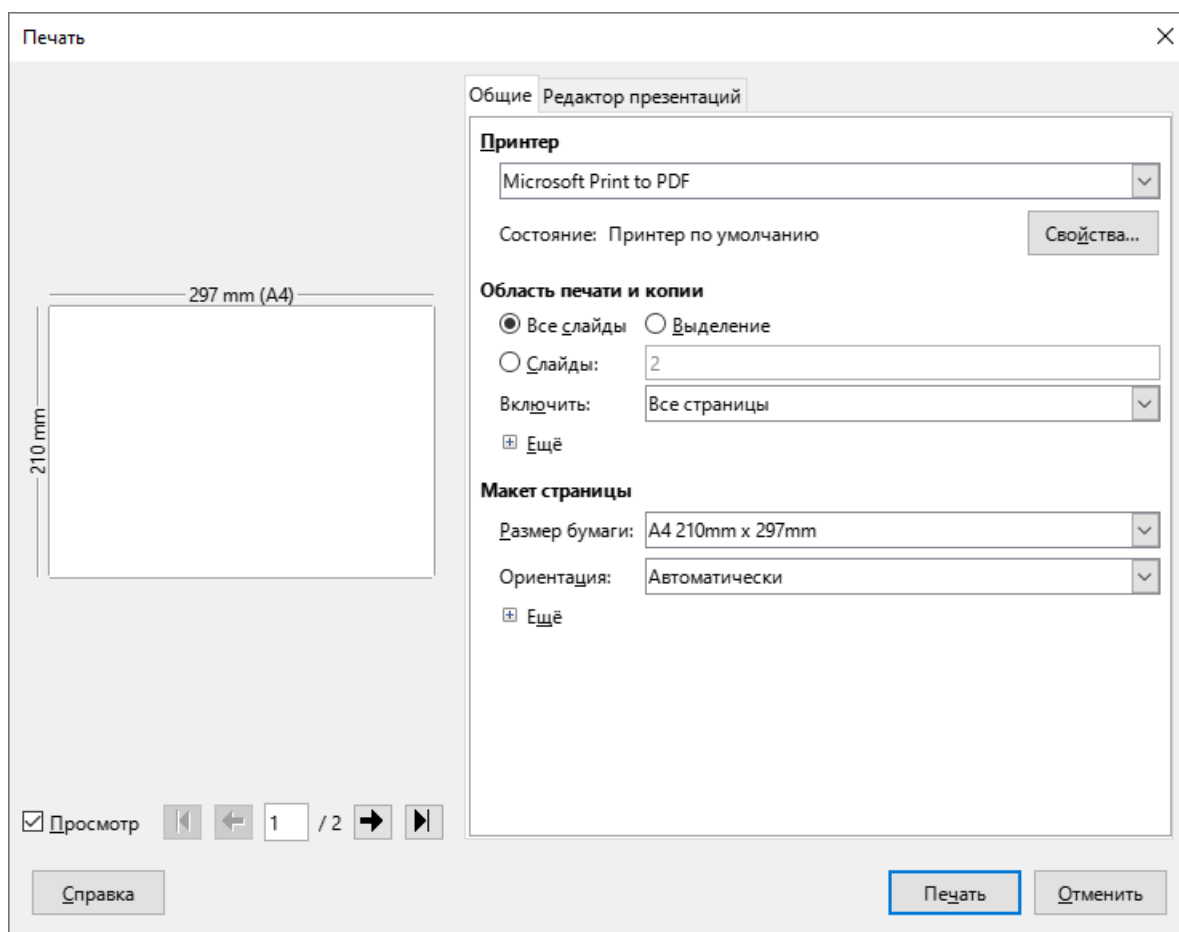 Печать
Общие Редактор презентаций
Принтер
Microsoft Print to PDF
Состояние: Принтер по умолчанию Свойства...
297 mm (A4)
210 mm
Область печати и копии
Все слайды Выделение
Слайды: 2
Включить: Все страницы
Ещё
Макет страницы
Размер бумаги: A4 210mm x 297mm
Ориентация: Автоматически
Ещё
Просмотр 1 / 2
Справка Печать Отменить